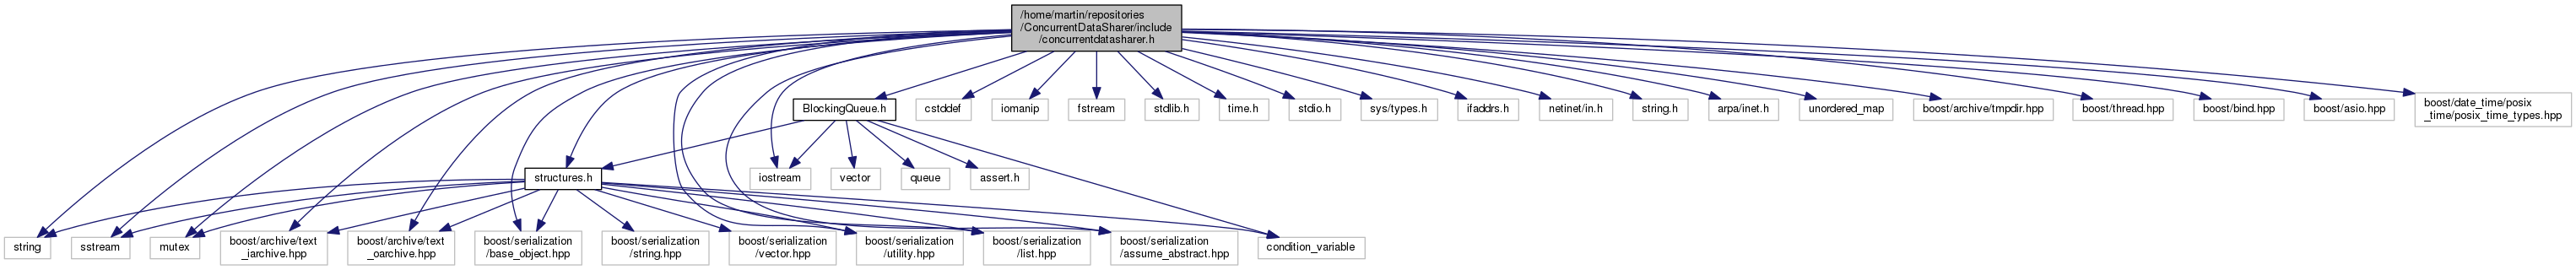 /home/martin/repositories
/ConcurrentDataSharer/include
/concurrentdatasharer.h
BlockingQueue.h
cstddef
iomanip
fstream
stdlib.h
time.h
stdio.h
sys/types.h
ifaddrs.h
netinet/in.h
string.h
arpa/inet.h
unordered_map
boost/archive/tmpdir.hpp
boost/thread.hpp
boost/bind.hpp
boost/asio.hpp
boost/date_time/posix
_time/posix_time_types.hpp
structures.h
iostream
vector
queue
assert.h
string
sstream
mutex
boost/archive/text
_iarchive.hpp
boost/archive/text
_oarchive.hpp
boost/serialization
/base_object.hpp
boost/serialization
/string.hpp
boost/serialization
/vector.hpp
boost/serialization
/utility.hpp
boost/serialization
/list.hpp
boost/serialization
/assume_abstract.hpp
condition_variable